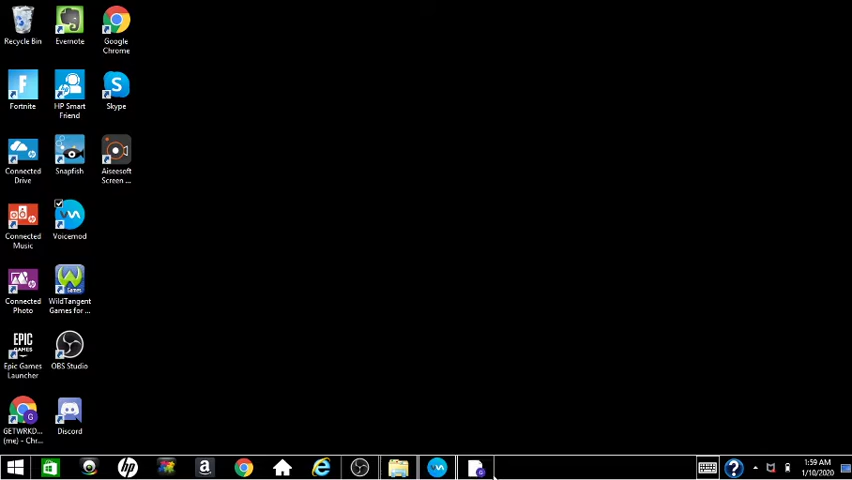 Recycle Bin
Evernote
Google
Chrome
F
Fortnite
HP Smart
Friend
S
Skype
Connected
Drive
Snapfish
Aiseesoft
Screen ...
Connected
Music
Voicemod
Connected
Photo
Games
WildTangent
Games for ...
EPIC
GAMES
Epic Games
Launcher
OBS Studio
G
GETWRKD...
(me) - Chr...
Discord
hp
a
e
G
?
1:59 AM
1/10/2020